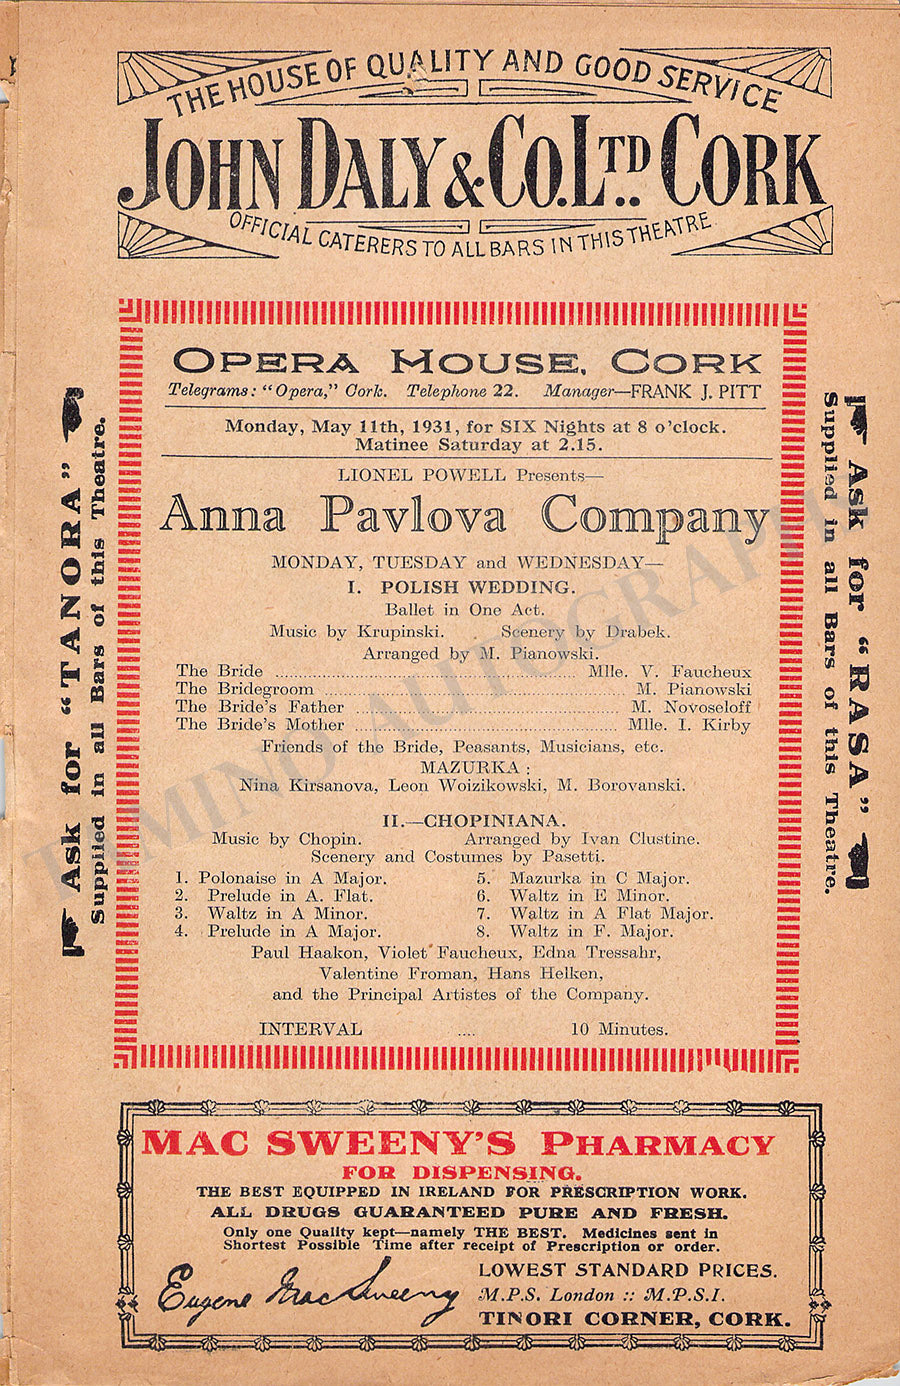 THE HOUSE OF QUALITY AND GOOD SERVICE
JOHN DALY & CO. LTD.. CORK
OFFICIAL CATERERS TO ALL BARS IN THIS THEATRE
OPERA HOUSE, CORK
Telegrams: "Opera," Cork. Telephone 22. Manager—FRANK J. PITT
Monday, May 11th, 1931, for SIX Nights at 8 o'clock.
Matinee Saturday at 2.15.
LIONEL POWELL Presents—
Anna Pavlova Company
MONDAY, TUESDAY and WEDNESDAY—
I. POLISH WEDDING.
Ballet in One Act.
Music by Krupinski. Scenery by Drabek.
Arranged by M. Pianowski.
The Bride ........ Mlle. V. Faucheux
The Bridegroom ........ M. Pianowski
The Bride's Father ........ M. Novoseloff
The Bride's Mother ........ Mlle. I. Kirby
Friends of the Bride, Peasants, Musicians, etc.
MAZURKA:
Nina Kirsanova, Leon Woizikowski, M. Borovanski.
II.—CHOPINIANA.
Music by Chopin. Arranged by Ivan Clustine.
Scenery and Costumes by Pasetti.
1. Polonaise in A Major. 5. Mazurka in C Major.
2. Prelude in A. Flat. 6. Waltz in E Minor.
3. Waltz in A Minor. 7. Waltz in A Flat Major.
4. Prelude in A Major. 8. Waltz in F. Major.
Paul Haakon, Violet Faucheux, Edna Tressahr,
Valentine Froman, Hans Helken,
and the Principal Artistes of the Company.
INTERVAL .... 10 Minutes.
Ask for "TANORA"
Supplied in all Bars of this Theatre.
Ask for "RASA"
Supplied in all Bars of this Theatre.
MAC SWEENY'S PHARMACY
FOR DISPENSING.
THE BEST EQUIPPED IN IRELAND FOR PRESCRIPTION WORK.
ALL DRUGS GUARANTEED PURE AND FRESH.
Only one Quality kept—namely THE BEST. Medicines sent in
Shortest Possible Time after receipt of Prescription or order.
Eugene MacSweeny
LOWEST STANDARD PRICES.
M.P.S. London :: M.P.S.I.
TINORI CORNER, CORK.
TAMINO AUTOGRAPHS